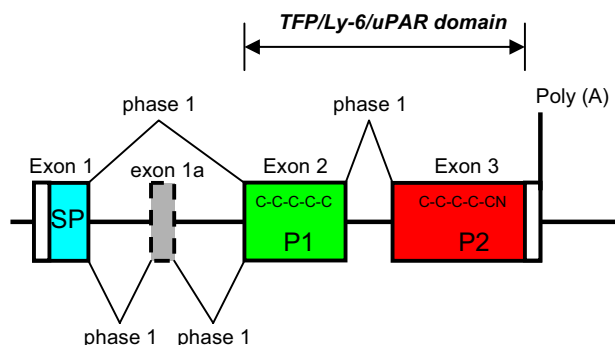 TFP/Ly-6/uPAR domain
phase 1
phase 1
Poly (A)
Exon 1
exon 1a
Exon 2
Exon 3
SP
C-C-C-C-C
P1
C-C-C-C-CN
P2
phase 1
phase 1